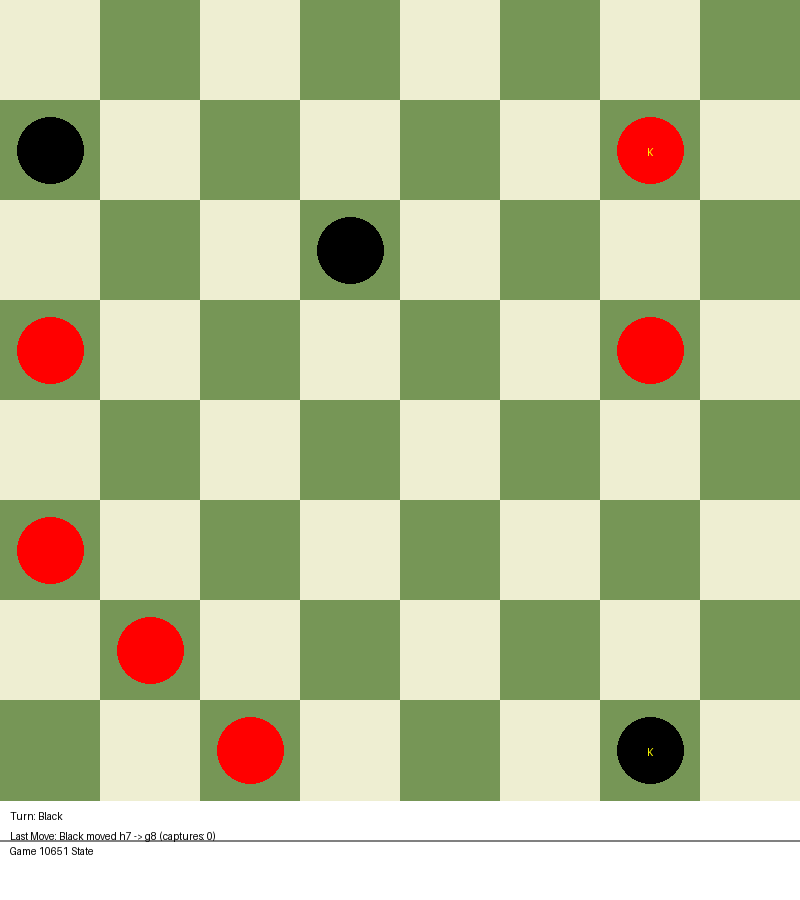 K
K
Turn: Black
Last Move: Black moved h7 -> g8 (captures: 0)
Game 10651 State